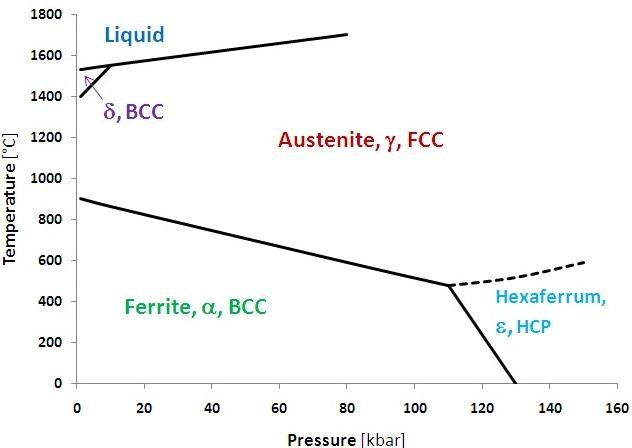 1800
1600
1400
1200
1000
800
600
400
200
0
Temperature [°C]
Liquid
δ, BCC
Austenite, γ, FCC
Ferrite, α, BCC
Hexaferrum,
ε, HCP
0 20 40 60 80 100 120 140 160
Pressure [kbar]